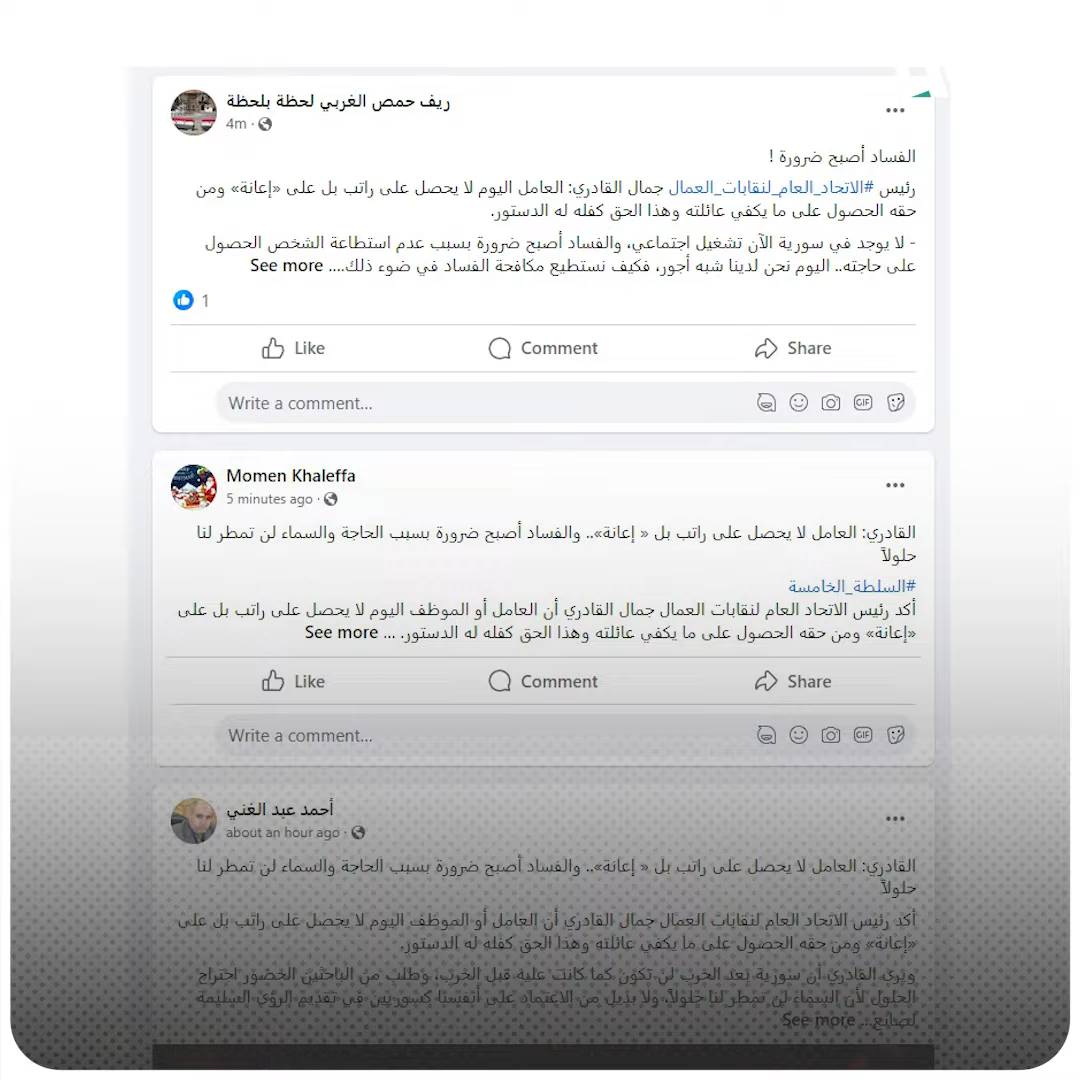 ريف حمص الغربي لحظة بلحظة
4m ·
الفساد أصبح ضرورة !
رئيس #الاتحاد_العام_لنقابات_العمال جمال القادري: العامل اليوم لا يحصل على راتب بل على «إعانة» ومن
حقه الحصول على ما يكفي عائلته وهذا الحق كفله له الدستور.
- لا يوجد في سورية الآن تشغيل اجتماعي، والفساد أصبح ضرورة بسبب عدم استطاعة الشخص الحصول
على حاجته.. اليوم نحن لدينا شبه أجور، فكيف نستطيع مكافحة الفساد في ضوء ذلك.... See more
1
Like Comment Share
Write a comment...
GIF
Momen Khaleffa
5 minutes ago ·
القادري: العامل لا يحصل على راتب بل « إعانة».. والفساد أصبح ضرورة بسبب الحاجة والسماء لن تمطر لنا
حلولاً
#السلطة_الخامسة
أكد رئيس الاتحاد العام لنقابات العمال جمال القادري أن العامل أو الموظف اليوم لا يحصل على راتب بل على
«إعانة» ومن حقه الحصول على ما يكفي عائلته وهذا الحق كفله له الدستور. ... See more
Like Comment Share
Write a comment...
GIF
أحمد عبد الغني
about an hour ago ·
القادري: العامل لا يحصل على راتب بل « إعانة».. والفساد أصبح ضرورة بسبب الحاجة والسماء لن تمطر لنا
حلولاً
أكد رئيس الاتحاد العام لنقابات العمال جمال القادري أن العامل أو الموظف اليوم لا يحصل على راتب بل على
«إعانة» ومن حقه الحصول على ما يكفي عائلته وهذا الحق كفله له الدستور.
ويرى القادري أن سورية بعد الحرب لن تكون كما كانت عليه قبل الحرب، وطلب من الباحثين الحضور اجتراح
الحلول لأن السماء لن تمطر لنا حلولاً، ولا بديل من الاعتماد على أنفسنا كسوريين في تقديم الرؤى السليمة
لصانع... See more